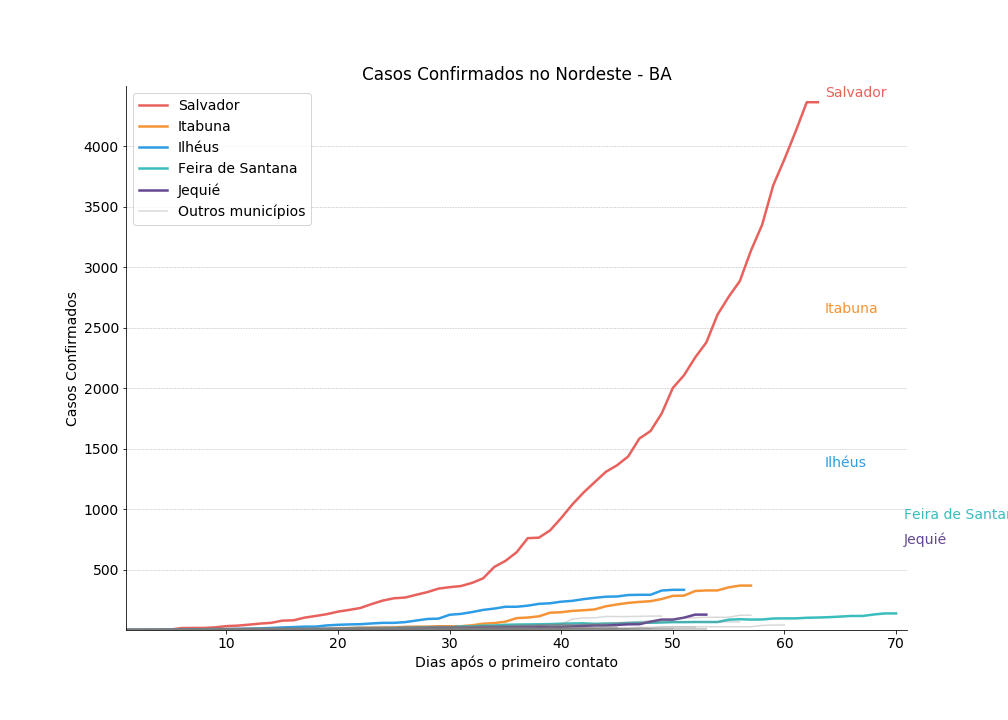 Casos Confirmados no Nordeste - BA
Salvador
Itabuna
Ilhéus
Feira de Santana
Jequié
Outros municípios
Salvador
Itabuna
Ilhéus
Feira de Santan
Jequié
Casos Confirmados
4000
3500
3000
2500
2000
1500
1000
500
10 20 30 40 50 60 70
Dias após o primeiro contato